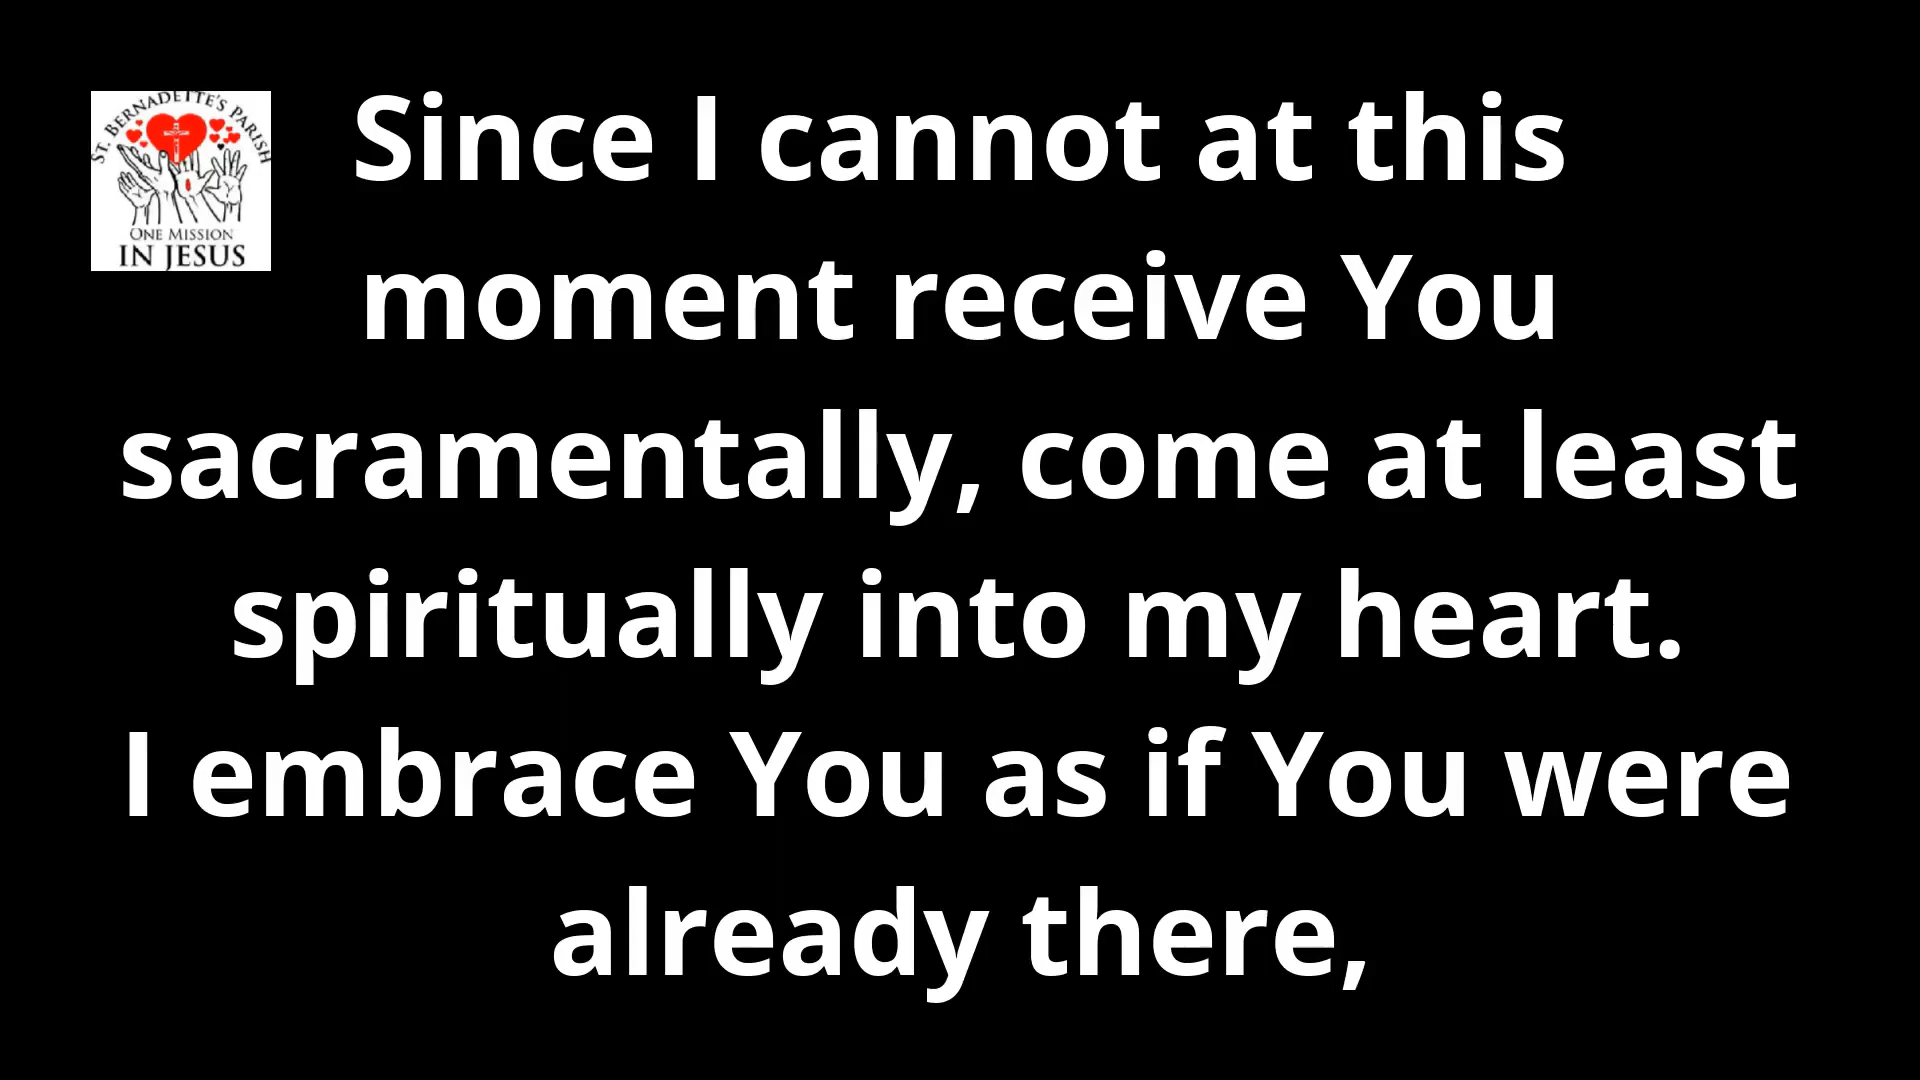 ST. BERNADETTE'S PARISH
ONE MISSION
IN JESUS
Since I cannot at this
moment receive You
sacramentally, come at least
spiritually into my heart.
I embrace You as if You were
already there,